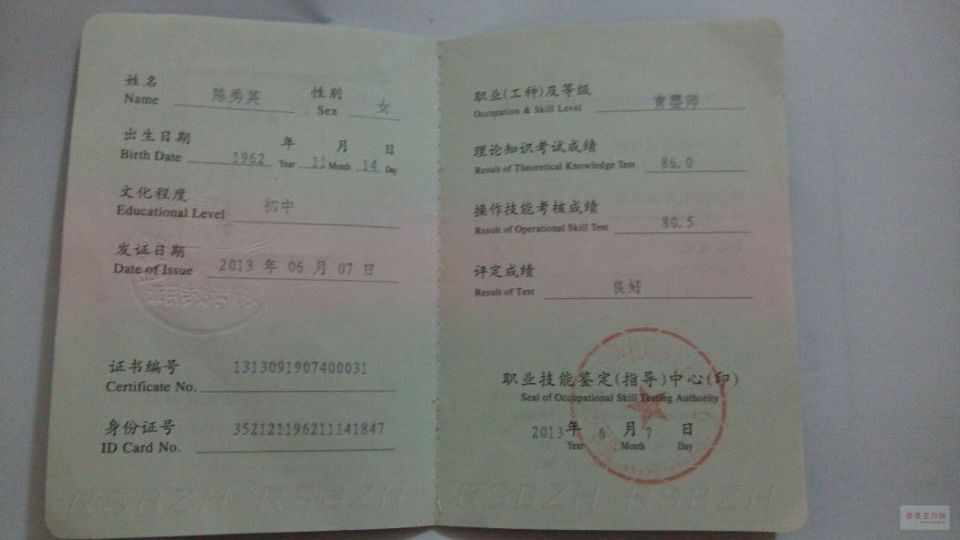 姓名 陈秀英 性别 女
Name Sex
出生日期 年 月 日
Birth Date 1962 Year 11 Month 14 Day
文化程度 初中
Educational Level
发证日期 2013 年 06 月 07 日
Date of Issue
证书编号 1313091907400031
Certificate No.
身份证号 352121196211141847
ID Card No.
RSBZH RSBZH
职业(工种)及等级 育婴师
Occupation & Skill Level
理论知识考试成绩 86.0
Result of Theoretical Knowledge Test
操作技能考核成绩 80.5
Result of Operational Skill Test
评定成绩 良好
Result of Test
职业技能鉴定(指导)中心(印)
Seal of Occupational Skill Testing Authority
2013年 6 月 7 日
Year Month Day
RSBZH RSBZH